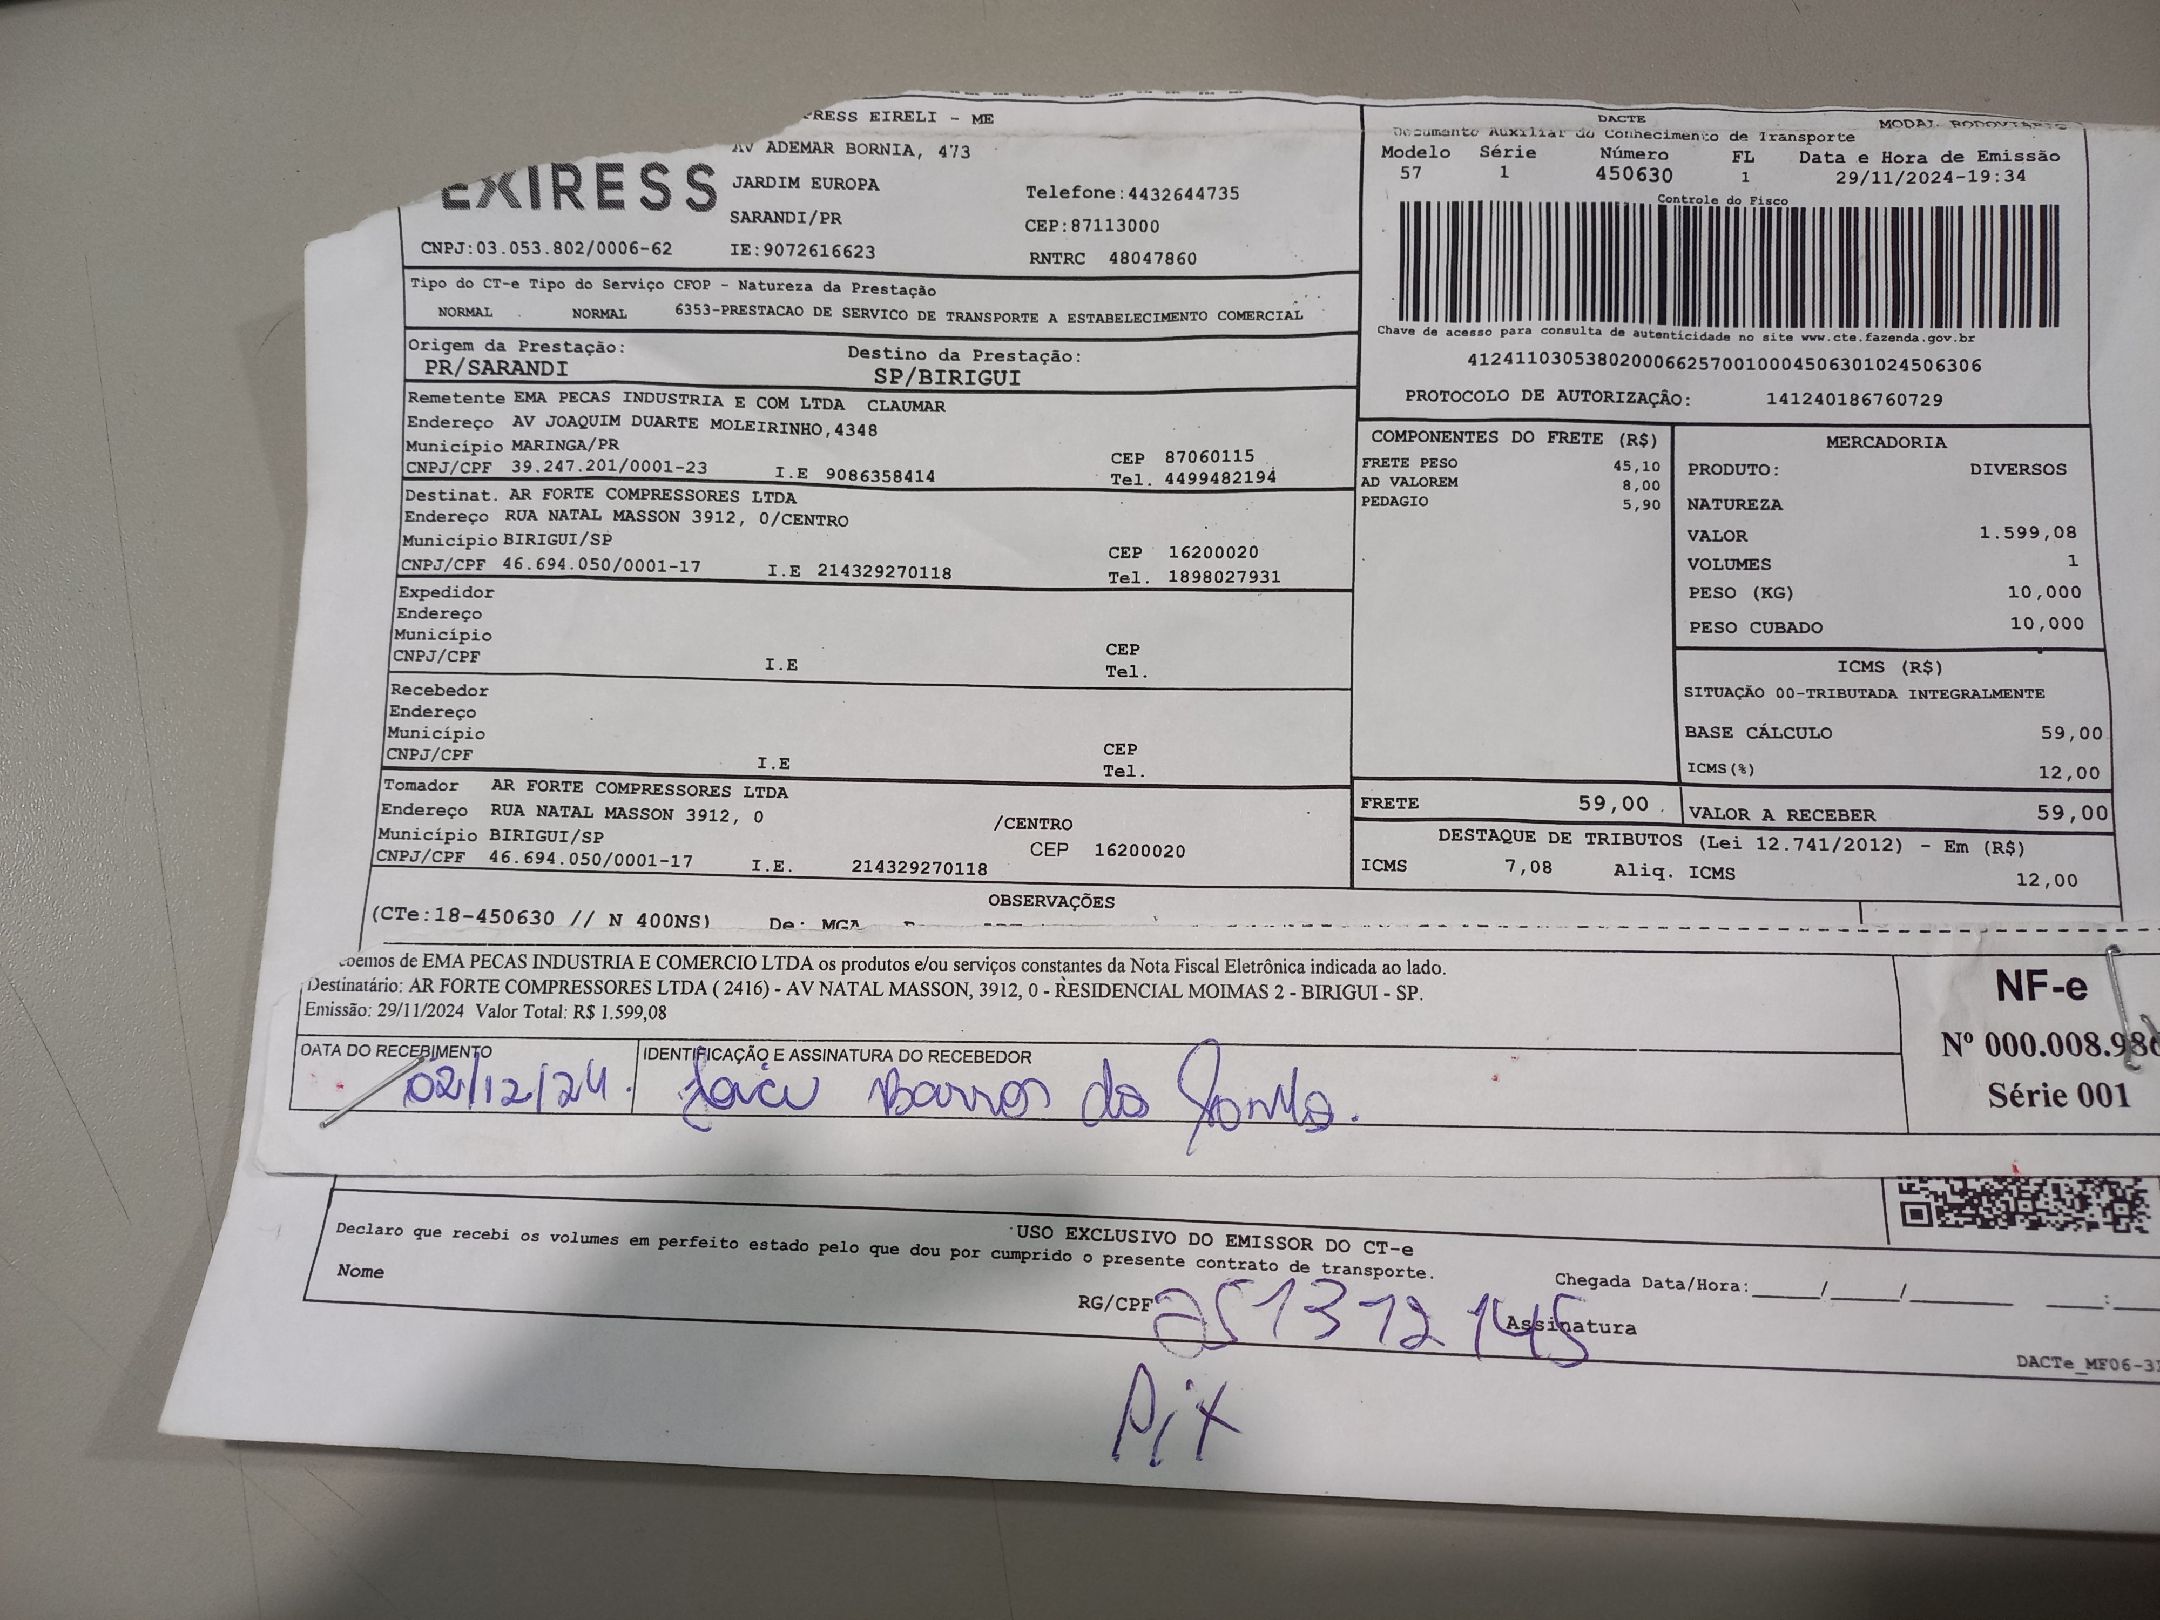 PRESS EIRELI - ME
AV ADEMAR BORNIA, 473
EXIRESS
JARDIM EUROPA
Telefone:4432644735
SARANDI/PR
CEP:87113000
CNPJ:03.053.802/0006-62 IE:9072616623
RNTRC 48047860
DACTE
MODAL RODOVIARIO
Documento Auxiliar do Conhecimento de Transporte
Modelo Série Número FL Data e Hora de Emissão
57 1 450630 1 29/11/2024-19:34
Controle do Fisco
Chave de acesso para consulta de autenticidade no site www.cte.fazenda.gov.br
41241103053802000662570010004506301024506306
PROTOCOLO DE AUTORIZAÇÃO: 141240186760729
Tipo do CT-e Tipo do Serviço CFOP - Natureza da Prestação
NORMAL NORMAL 6353-PRESTACAO DE SERVICO DE TRANSPORTE A ESTABELECIMENTO COMERCIAL
Origem da Prestação: Destino da Prestação:
PR/SARANDI SP/BIRIGUI
Remetente EMA PECAS INDUSTRIA E COM LTDA CLAUMAR
Endereço AV JOAQUIM DUARTE MOLEIRINHO,4348
Município MARINGA/PR CEP 87060115
CNPJ/CPF 39.247.201/0001-23 I.E 9086358414 Tel. 4499482194
Destinat. AR FORTE COMPRESSORES LTDA
Endereço RUA NATAL MASSON 3912, 0/CENTRO
Município BIRIGUI/SP CEP 16200020
CNPJ/CPF 46.694.050/0001-17 I.E 214329270118 Tel. 1898027931
Expedidor
Endereço
Município CEP
CNPJ/CPF I.E Tel.
Recebedor
Endereço
Município CEP
CNPJ/CPF I.E Tel.
Tomador AR FORTE COMPRESSORES LTDA
Endereço RUA NATAL MASSON 3912, 0 /CENTRO
Município BIRIGUI/SP CEP 16200020
CNPJ/CPF 46.694.050/0001-17 I.E. 214329270118
COMPONENTES DO FRETE (R$)
FRETE PESO 45,10
AD VALOREM 8,00
PEDAGIO 5,90
MERCADORIA
PRODUTO: DIVERSOS
NATUREZA
VALOR 1.599,08
VOLUMES 1
PESO (KG) 10,000
PESO CUBADO 10,000
ICMS (R$)
SITUAÇÃO 00-TRIBUTADA INTEGRALMENTE
BASE CÁLCULO 59,00
ICMS(%) 12,00
FRETE 59,00 VALOR A RECEBER 59,00
DESTAQUE DE TRIBUTOS (Lei 12.741/2012) - Em (R$)
ICMS 7,08 Aliq. ICMS 12,00
OBSERVAÇÕES
(CTe:18-450630 // N 400NS) De: MGA
cebemos de EMA PECAS INDUSTRIA E COMERCIO LTDA os produtos e/ou serviços constantes da Nota Fiscal Eletrônica indicada ao lado.
Destinatário: AR FORTE COMPRESSORES LTDA ( 2416) - AV NATAL MASSON, 3912, 0 - RESIDENCIAL MOIMAS 2 - BIRIGUI - SP.
Emissão: 29/11/2024 Valor Total: R$ 1.599,08
NF-e
Nº 000.008.986
Série 001
DATA DO RECEBIMENTO IDENTIFICAÇÃO E ASSINATURA DO RECEBEDOR
02/12/24. Barros dos
USO EXCLUSIVO DO EMISSOR DO CT-e
Declaro que recebi os volumes em perfeito estado pelo que dou por cumprido o presente contrato de transporte.
Nome RG/CPF 251312145 Assinatura
Chegada Data/Hora:____/____/______ ___:
DACTe_MF06-31
Pix